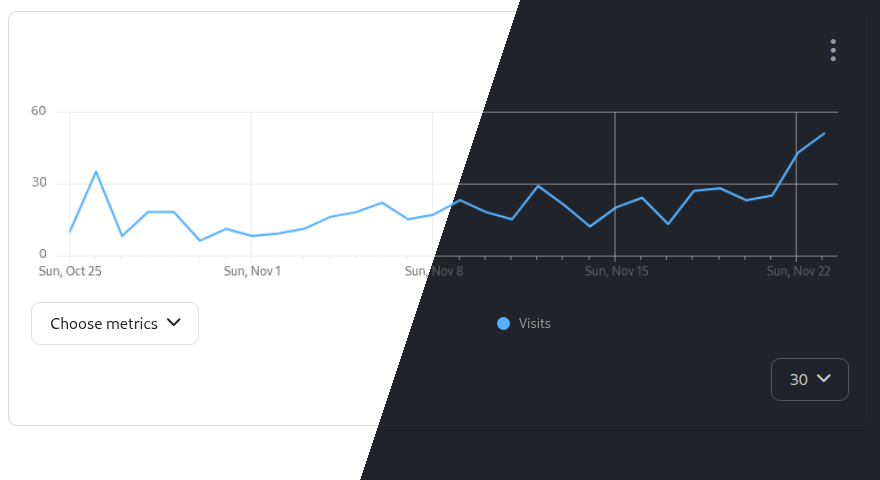 60
30
0
Sun, Oct 25 Sun, Nov 1 Sun, Nov 8 Sun, Nov 15 Sun, Nov 22
Choose metrics Visits
30